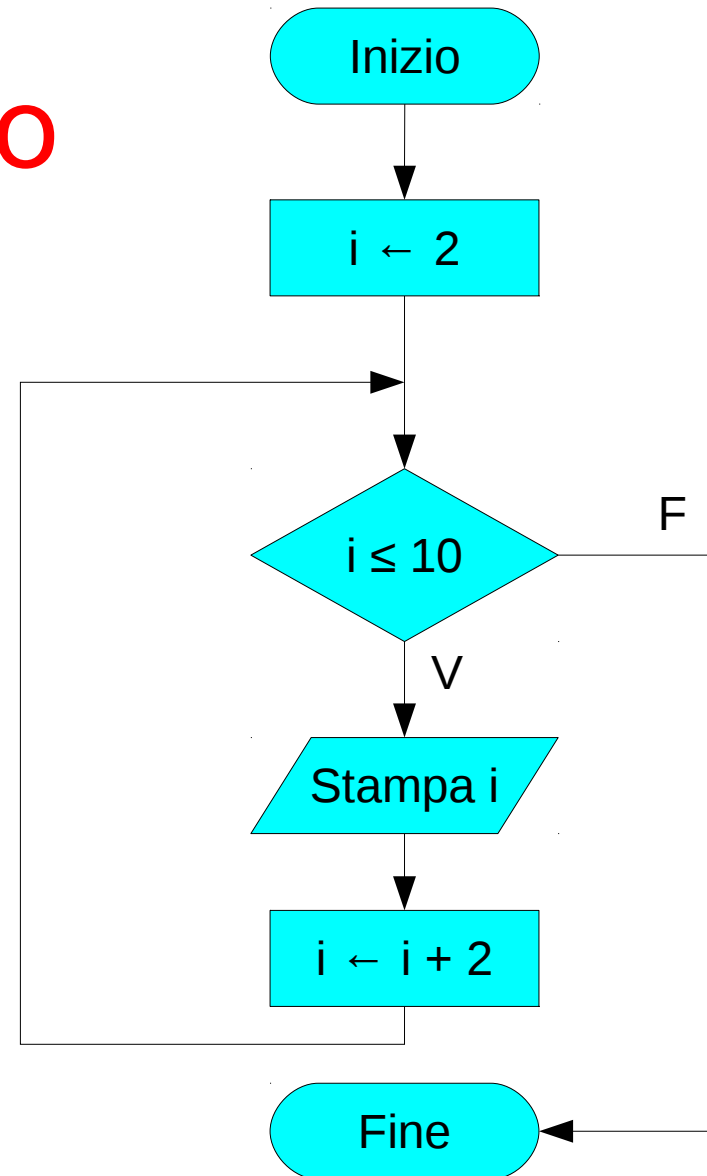 Inizio
o
i ← 2
i ≤ 10
F
V
Stampa i
i ← i + 2
Fine